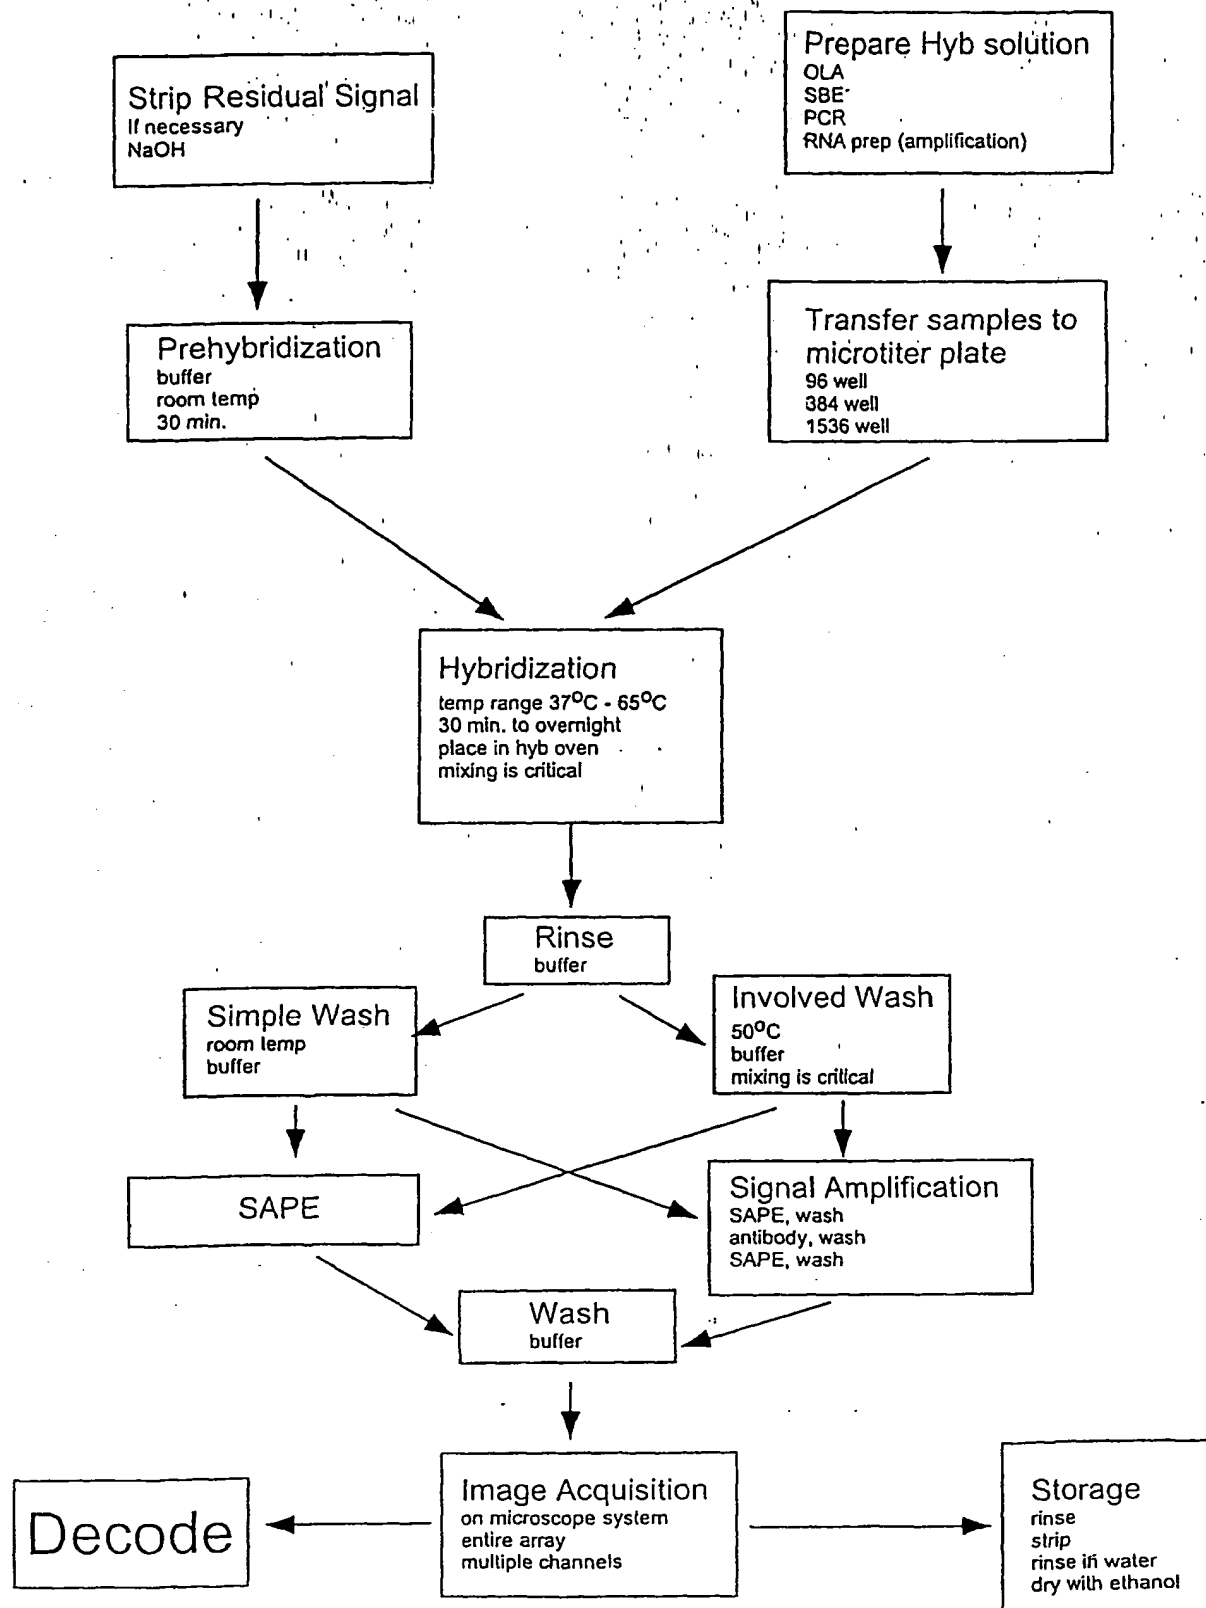 Strip Residual Signal
If necessary
NaOH
Prepare Hyb solution
OLA
SBE
PCR
RNA prep (amplification)
Prehybridization
buffer
room temp
30 min.
Transfer samples to
microtiter plate
96 well
384 well
1536 well
Hybridization
temp range 37°C - 65°C
30 min. to overnight
place in hyb oven
mixing is critical
Rinse
buffer
Simple Wash
room temp
buffer
Involved Wash
50°C
buffer
mixing is critical
SAPE
Signal Amplification
SAPE, wash
antibody, wash
SAPE, wash
Wash
buffer
Decode
Image Acquisition
on microscope system
entire array
multiple channels
Storage
rinse
strip
rinse in water
dry with ethanol